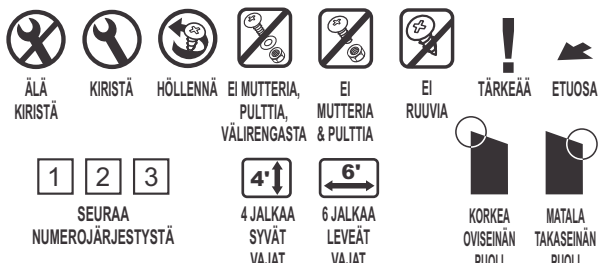 ÄLÄ
KIRISTÄ
KIRISTÄ
HÖLLENNÄ
EI MUTTERIA,
PULTTIA,
VÄLIRENGASTA
EI
MUTTERIA
& PULTTIA
EI
RUUVIA
!
TÄRKEÄÄ
ETUOSA
1 2 3
SEURAA
NUMEROJÄRJESTYSTÄ
4'
4 JALKAA
SYVÄT
VAJAT
6'
6 JALKAA
LEVEÄT
VAJAT
KORKEA
OVISEINÄN
PUOLI
MATALA
TAKASEINÄN
PUOLI